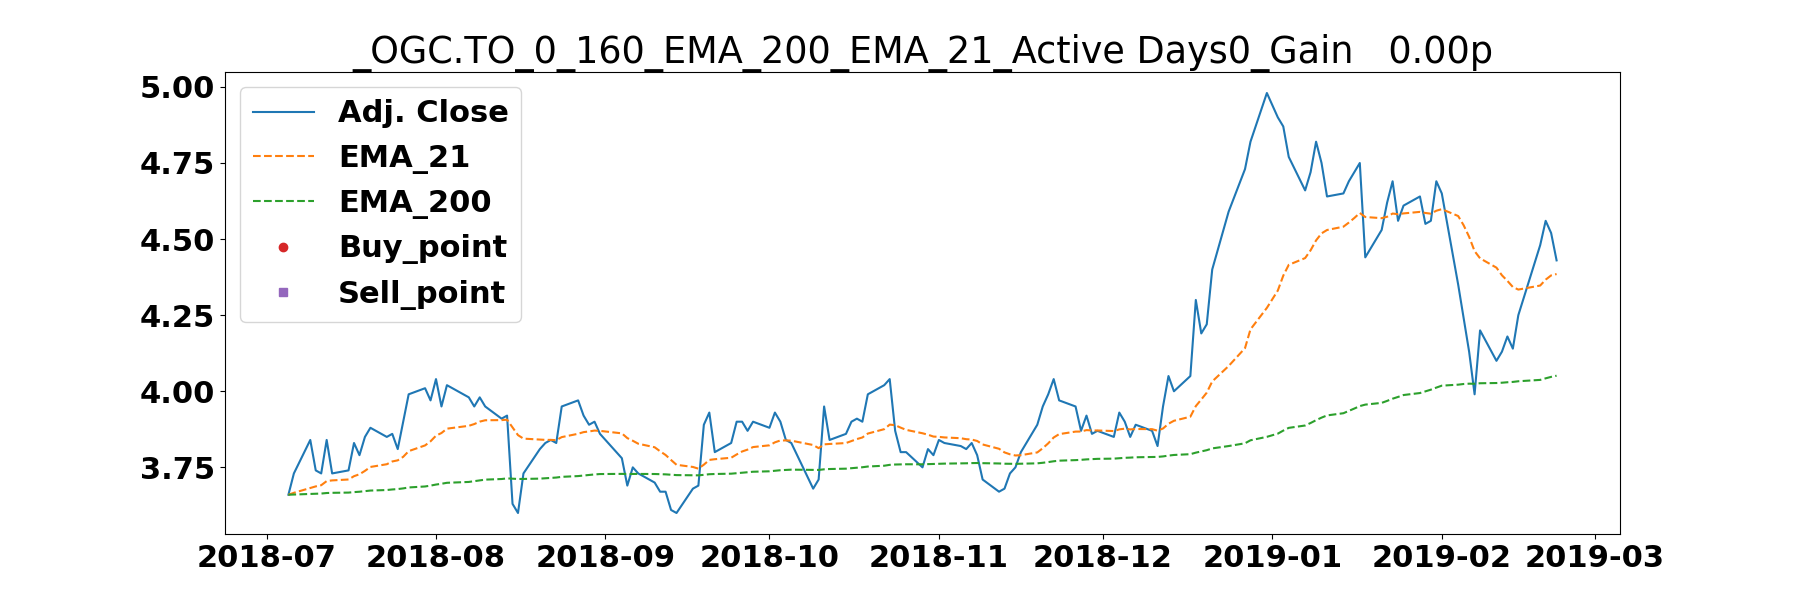 _OGC.TO_0_160_EMA_200_EMA_21_Active Days0_Gain   0.00p
5.00
4.75
4.50
4.25
4.00
3.75
Adj. Close
EMA_21
EMA_200
Buy_point
Sell_point
2018-07 2018-08 2018-09 2018-10 2018-11 2018-12 2019-01 2019-02 2019-03